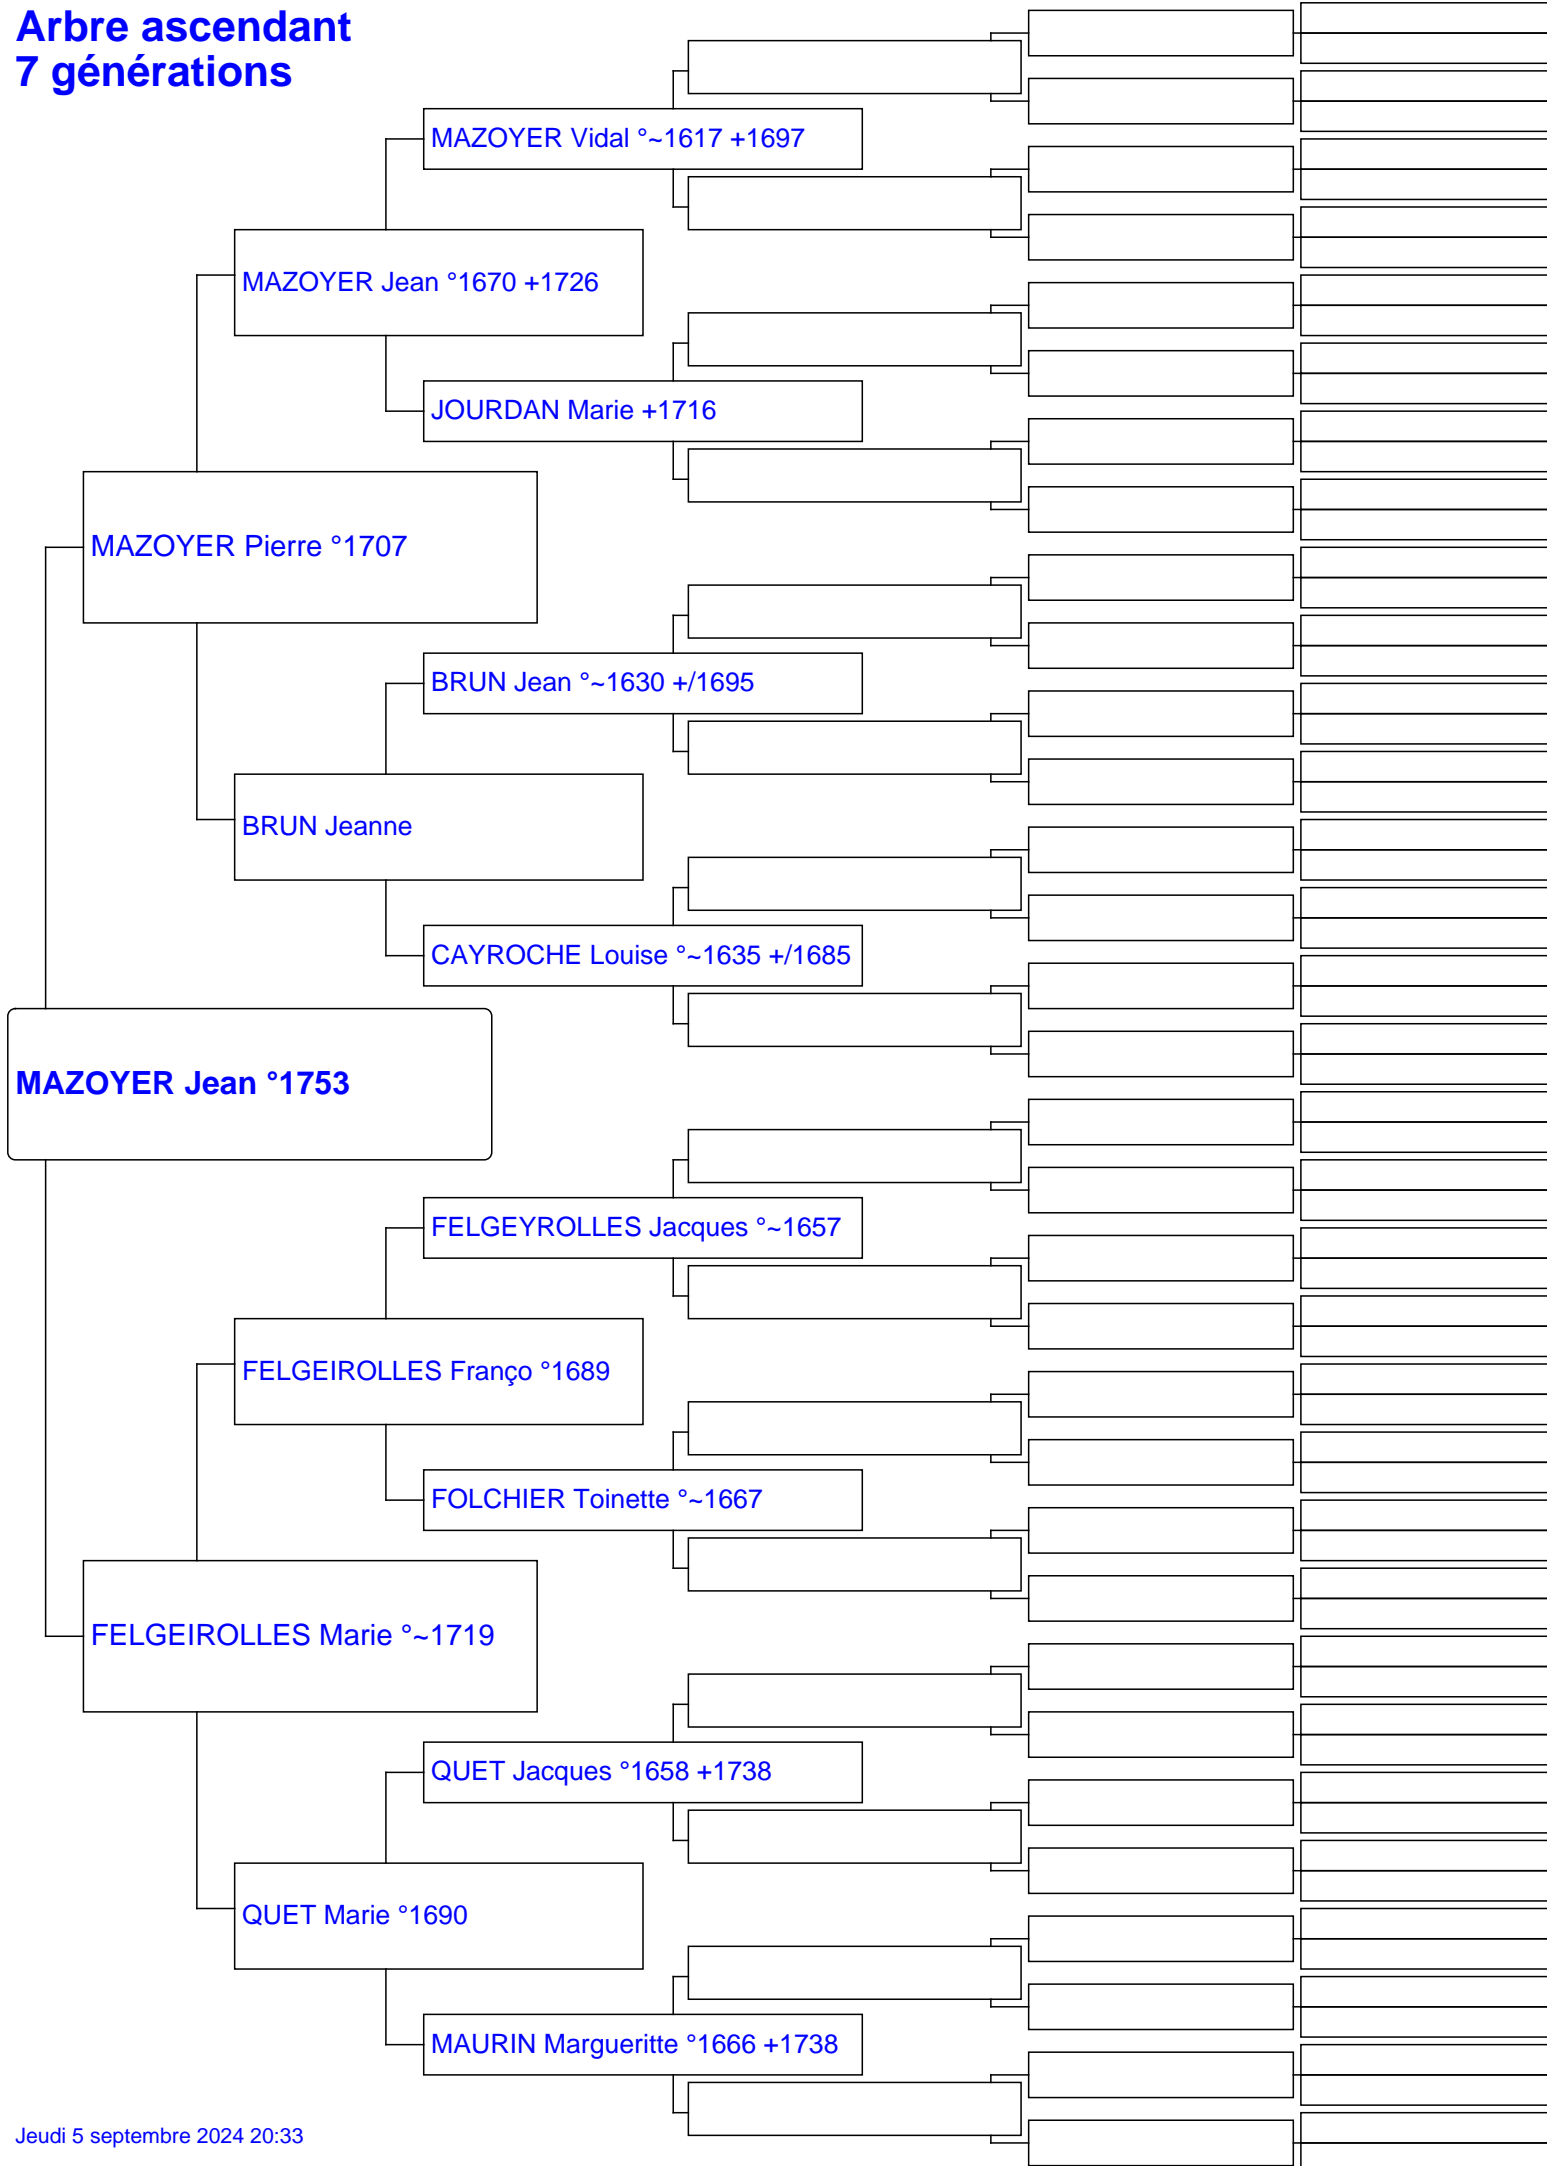 Arbre ascendant
7 générations
MAZOYER Vidal °~1617 +1697
MAZOYER Jean °1670 +1726
JOURDAN Marie +1716
MAZOYER Pierre °1707
BRUN Jean °~1630 +/1695
BRUN Jeanne
CAYROCHE Louise °~1635 +/1685
MAZOYER Jean °1753
FELGEYROLLES Jacques °~1657
FELGEIROLLES Franço °1689
FOLCHIER Toinette °~1667
FELGEIROLLES Marie °~1719
QUET Jacques °1658 +1738
QUET Marie °1690
MAURIN Margueritte °1666 +1738
Jeudi 5 septembre 2024 20:33